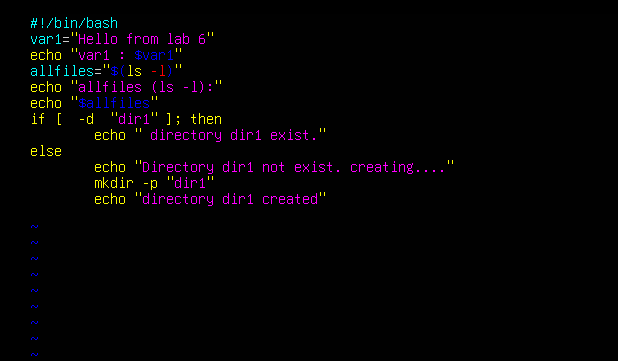 #!/bin/bash
var1="Hello from lab 6"
echo "var1 : $var1"
allfiles="$(ls -l)"
echo "allfiles (ls -l):"
echo "$allfiles"
if [  -d  "dir1" ]; then
        echo " directory dir1 exist."
else
        echo "Directory dir1 not exist. creating...."
        mkdir -p "dir1"
        echo "directory dir1 created"
~
~
~
~
~
~
~
~
~